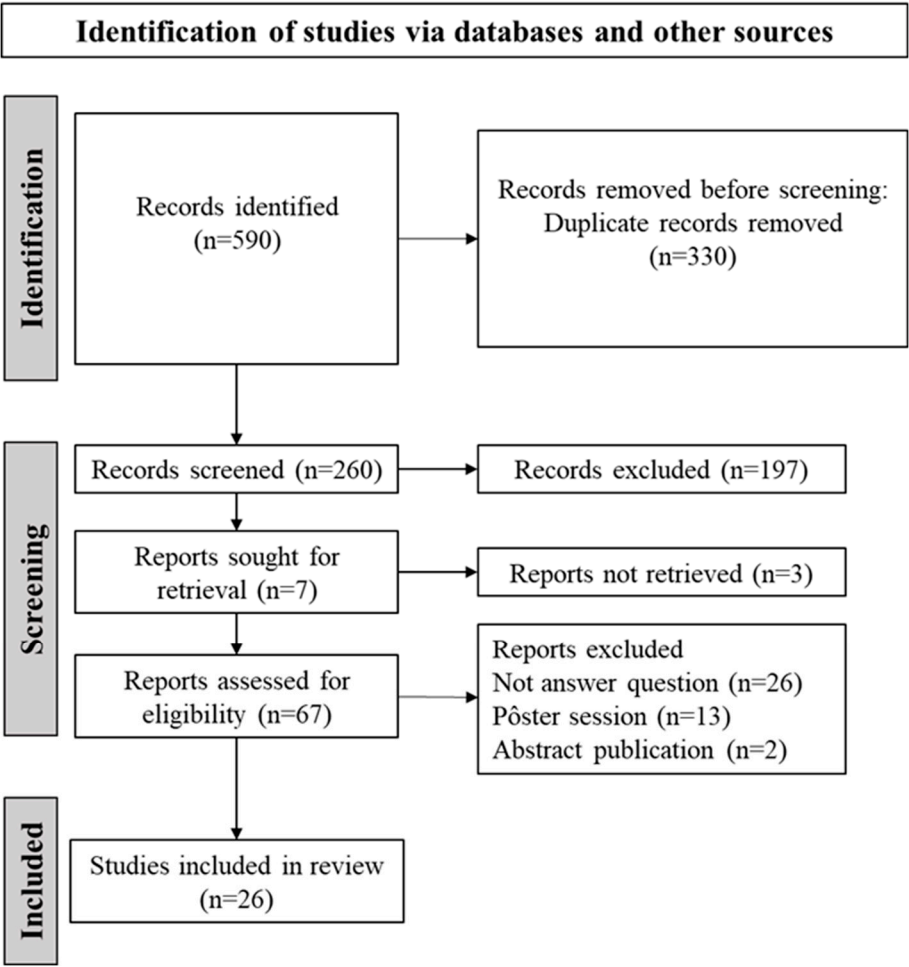 Identification of studies via databases and other sources
Identification
Records identified
(n=590)
Records removed before screening:
Duplicate records removed
(n=330)
Screening
Records screened (n=260)
Records excluded (n=197)
Reports sought for
retrieval (n=7)
Reports not retrieved (n=3)
Reports assessed for
eligibility (n=67)
Reports excluded
Not answer question (n=26)
Pôster session (n=13)
Abstract publication (n=2)
Included
Studies included in review
(n=26)